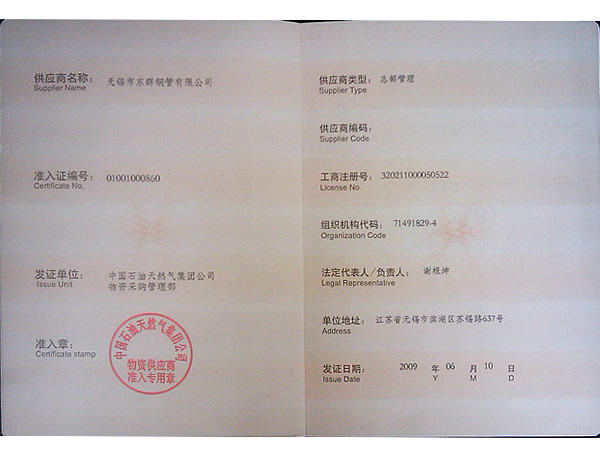 供应商名称： 无锡市东群钢管有限公司
Supplier Name
准入证编号： 01001000860
Certificate No.
发证单位： 中国石油天然气集团公司
Issue Unit 物资采购管理部
准入章：
Certificate stamp
中国石油天然气集团公司
物资供应商
准入专用章
供应商类型： 总部管理
Supplier Type
供应商编码：
Supplier Code
工商注册号： 320211000050522
License No.
组织机构代码： 71491829-4
Organization Code
法定代表人／负责人： 谢根坤
Legal Representative
单位地址： 江苏省无锡市滨湖区苏锡路637号
Address
发证日期： 2009 年 06 月 10 日
Issue Date Y M D